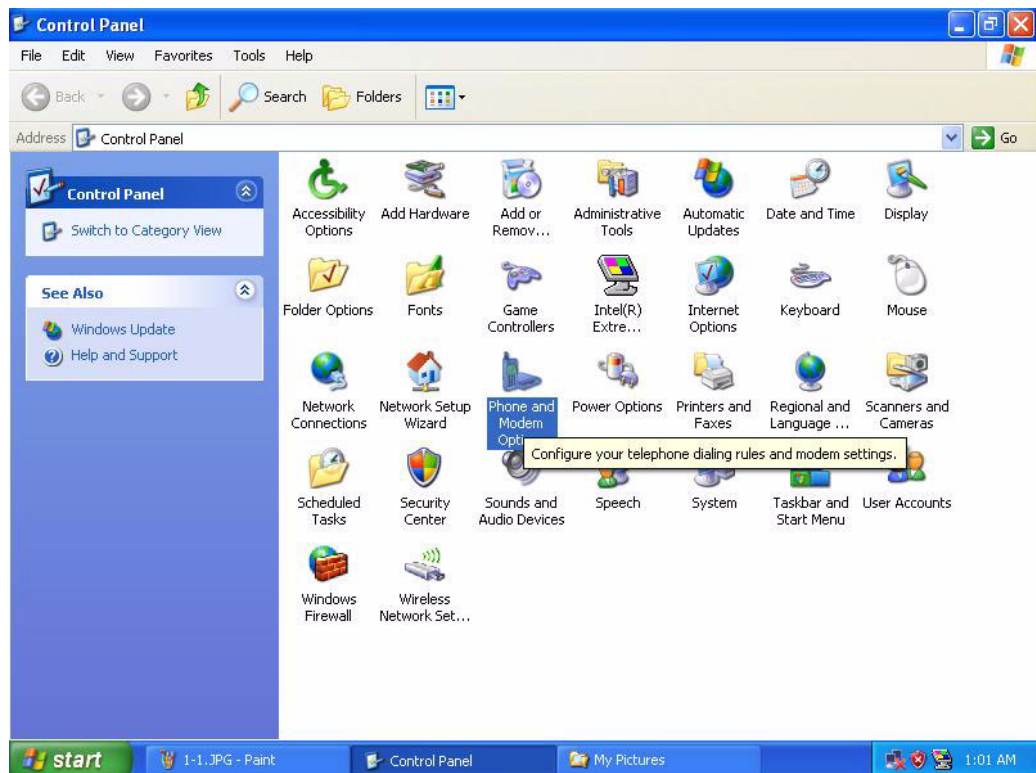 Control Panel
File Edit View Favorites Tools Help
Back Search Folders
Address Control Panel Go
Control Panel
Switch to Category View
See Also
Windows Update
Help and Support
Accessibility Options
Add Hardware
Add or Remov...
Administrative Tools
Automatic Updates
Date and Time
Display
Folder Options
Fonts
Game Controllers
Intel(R) Extre...
Internet Options
Keyboard
Mouse
Network Connections
Network Setup Wizard
Phone and Modem
Power Options
Printers and Faxes
Regional and Language ...
Scanners and Cameras
Configure your telephone dialing rules and modem settings.
Scheduled Tasks
Security Center
Sounds and Audio Devices
Speech
System
Taskbar and Start Menu
User Accounts
Windows Firewall
Wireless Network Set...
start 1-1.JPG - Paint Control Panel My Pictures 1:01 AM